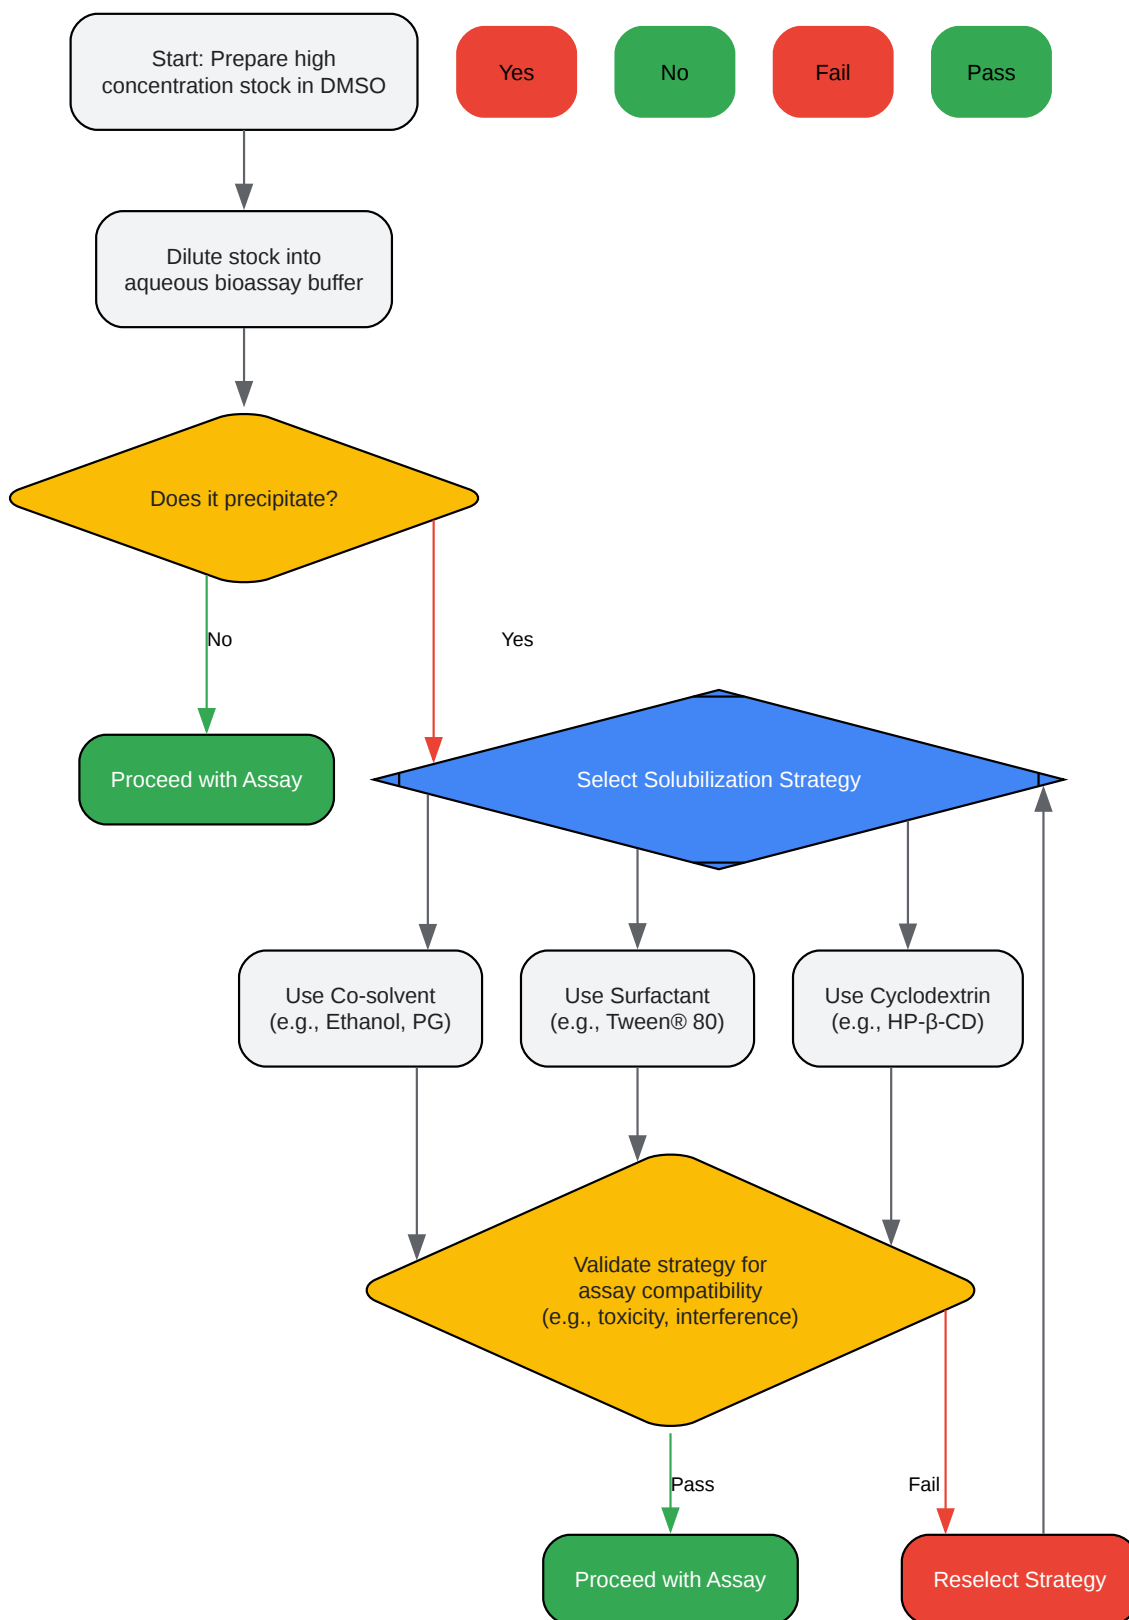 Start: Prepare high
concentration stock in DMSO
Yes
No
Fail
Pass
Dilute stock into
aqueous bioassay buffer
Does it precipitate?
No
Yes
Proceed with Assay
Select Solubilization Strategy
Use Co-solvent
(e.g., Ethanol, PG)
Use Surfactant
(e.g., Tween® 80)
Use Cyclodextrin
(e.g., HP-β-CD)
Validate strategy for
assay compatibility
(e.g., toxicity, interference)
Pass
Fail
Proceed with Assay
Reselect Strategy